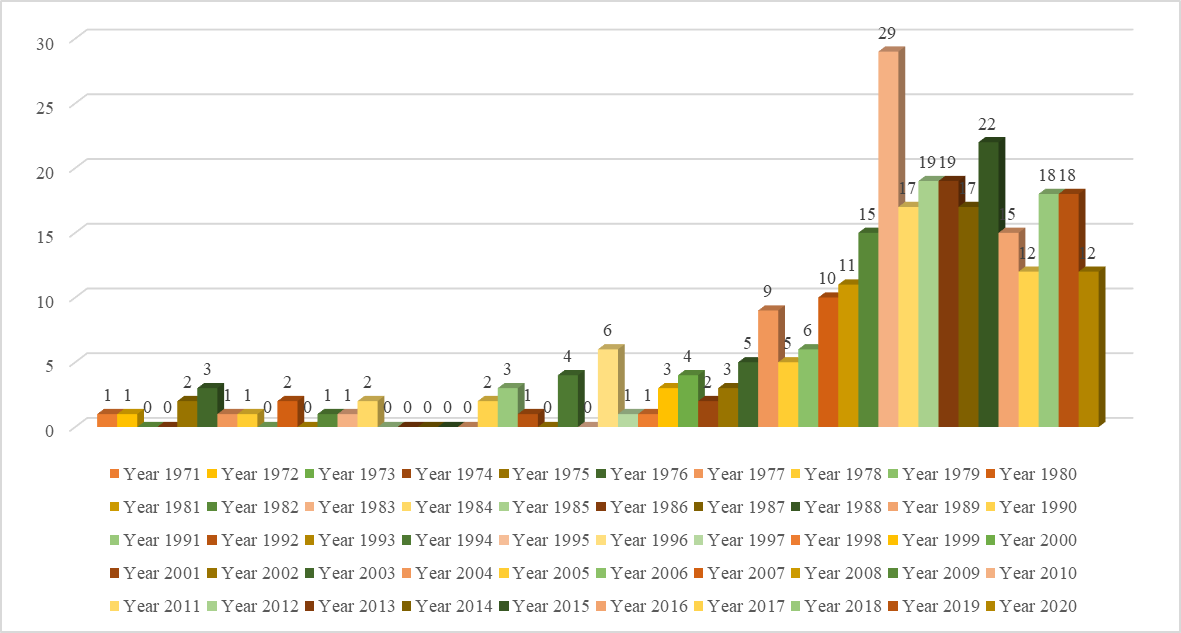 30
25
20
15
10
5
0
1 1 0 0 2 3 1 1 0 2 0 1 1 2 0 0 0 0 0 2 3 1 0 4 0 6 1 1 3 4 2 3 5 9 5 6 10 11 15 29 17 19 19 17 22 15 12 18 18 12
Year 1971 Year 1972 Year 1973 Year 1974 Year 1975 Year 1976 Year 1977 Year 1978 Year 1979 Year 1980
Year 1981 Year 1982 Year 1983 Year 1984 Year 1985 Year 1986 Year 1987 Year 1988 Year 1989 Year 1990
Year 1991 Year 1992 Year 1993 Year 1994 Year 1995 Year 1996 Year 1997 Year 1998 Year 1999 Year 2000
Year 2001 Year 2002 Year 2003 Year 2004 Year 2005 Year 2006 Year 2007 Year 2008 Year 2009 Year 2010
Year 2011 Year 2012 Year 2013 Year 2014 Year 2015 Year 2016 Year 2017 Year 2018 Year 2019 Year 2020